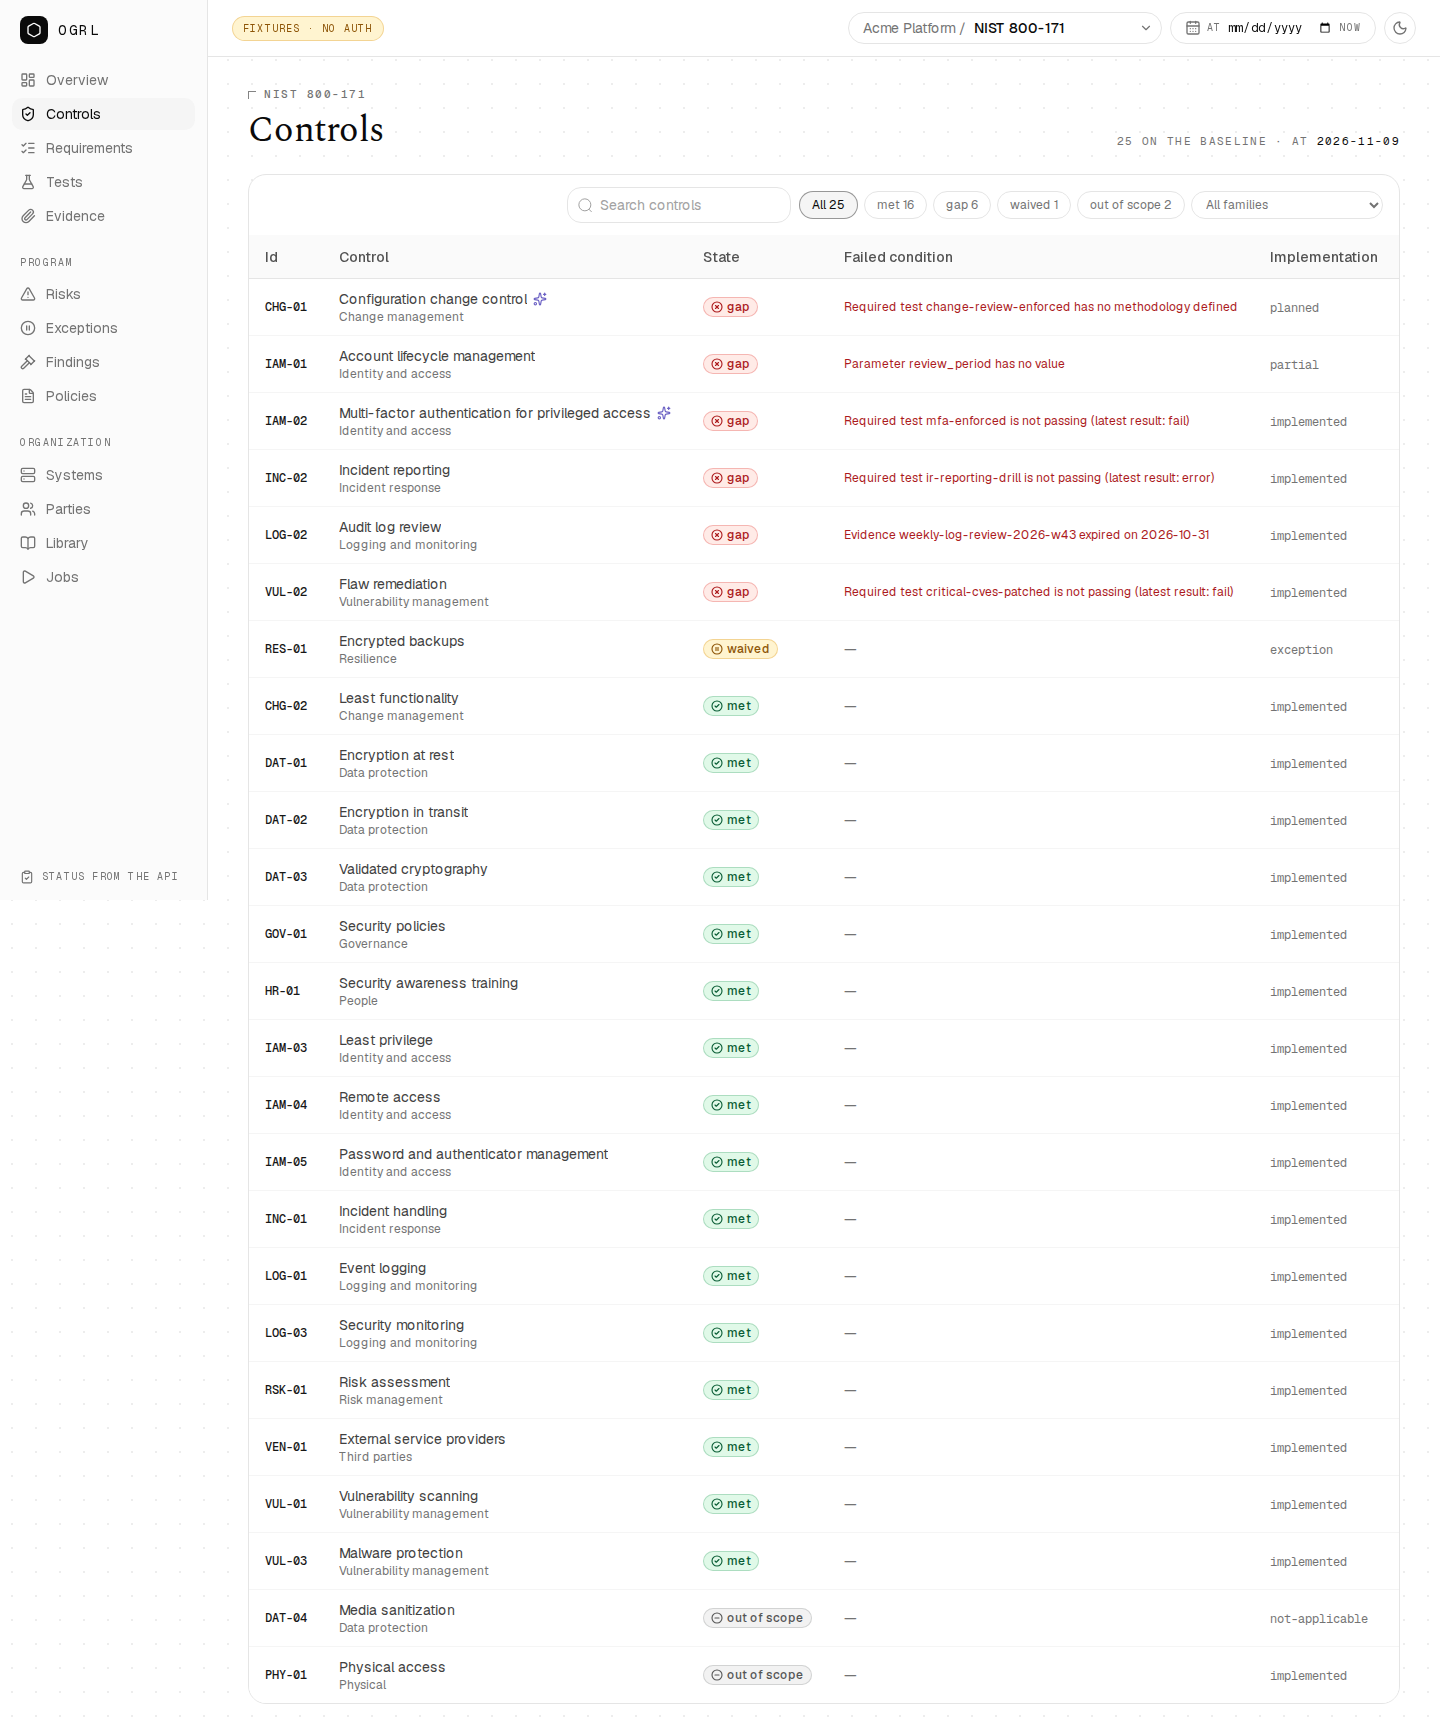 OGRL
FIXTURES · NO AUTH
Acme Platform / NIST 800-171
AT mm/dd/yyyy NOW
Overview
Controls
Requirements
Tests
Evidence
PROGRAM
Risks
Exceptions
Findings
Policies
ORGANIZATION
Systems
Parties
Library
Jobs
STATUS FROM THE API
NIST 800-171
Controls
25 ON THE BASELINE · AT 2026-11-09
Search controls
All 25
met 16
gap 6
waived 1
out of scope 2
All families
Id Control State Failed condition Implementation
CHG-01 Configuration change control gap Required test change-review-enforced has no methodology defined planned
Change management
IAM-01 Account lifecycle management gap Parameter review_period has no value partial
Identity and access
IAM-02 Multi-factor authentication for privileged access gap Required test mfa-enforced is not passing (latest result: fail) implemented
Identity and access
INC-02 Incident reporting gap Required test ir-reporting-drill is not passing (latest result: error) implemented
Incident response
LOG-02 Audit log review gap Evidence weekly-log-review-2026-w43 expired on 2026-10-31 implemented
Logging and monitoring
VUL-02 Flaw remediation gap Required test critical-cves-patched is not passing (latest result: fail) implemented
Vulnerability management
RES-01 Encrypted backups waived — exception
Resilience
CHG-02 Least functionality met — implemented
Change management
DAT-01 Encryption at rest met — implemented
Data protection
DAT-02 Encryption in transit met — implemented
Data protection
DAT-03 Validated cryptography met — implemented
Data protection
GOV-01 Security policies met — implemented
Governance
HR-01 Security awareness training met — implemented
People
IAM-03 Least privilege met — implemented
Identity and access
IAM-04 Remote access met — implemented
Identity and access
IAM-05 Password and authenticator management met — implemented
Identity and access
INC-01 Incident handling met — implemented
Incident response
LOG-01 Event logging met — implemented
Logging and monitoring
LOG-03 Security monitoring met — implemented
Logging and monitoring
RSK-01 Risk assessment met — implemented
Risk management
VEN-01 External service providers met — implemented
Third parties
VUL-01 Vulnerability scanning met — implemented
Vulnerability management
VUL-03 Malware protection met — implemented
Vulnerability management
DAT-04 Media sanitization out of scope — not-applicable
Data protection
PHY-01 Physical access out of scope — implemented
Physical